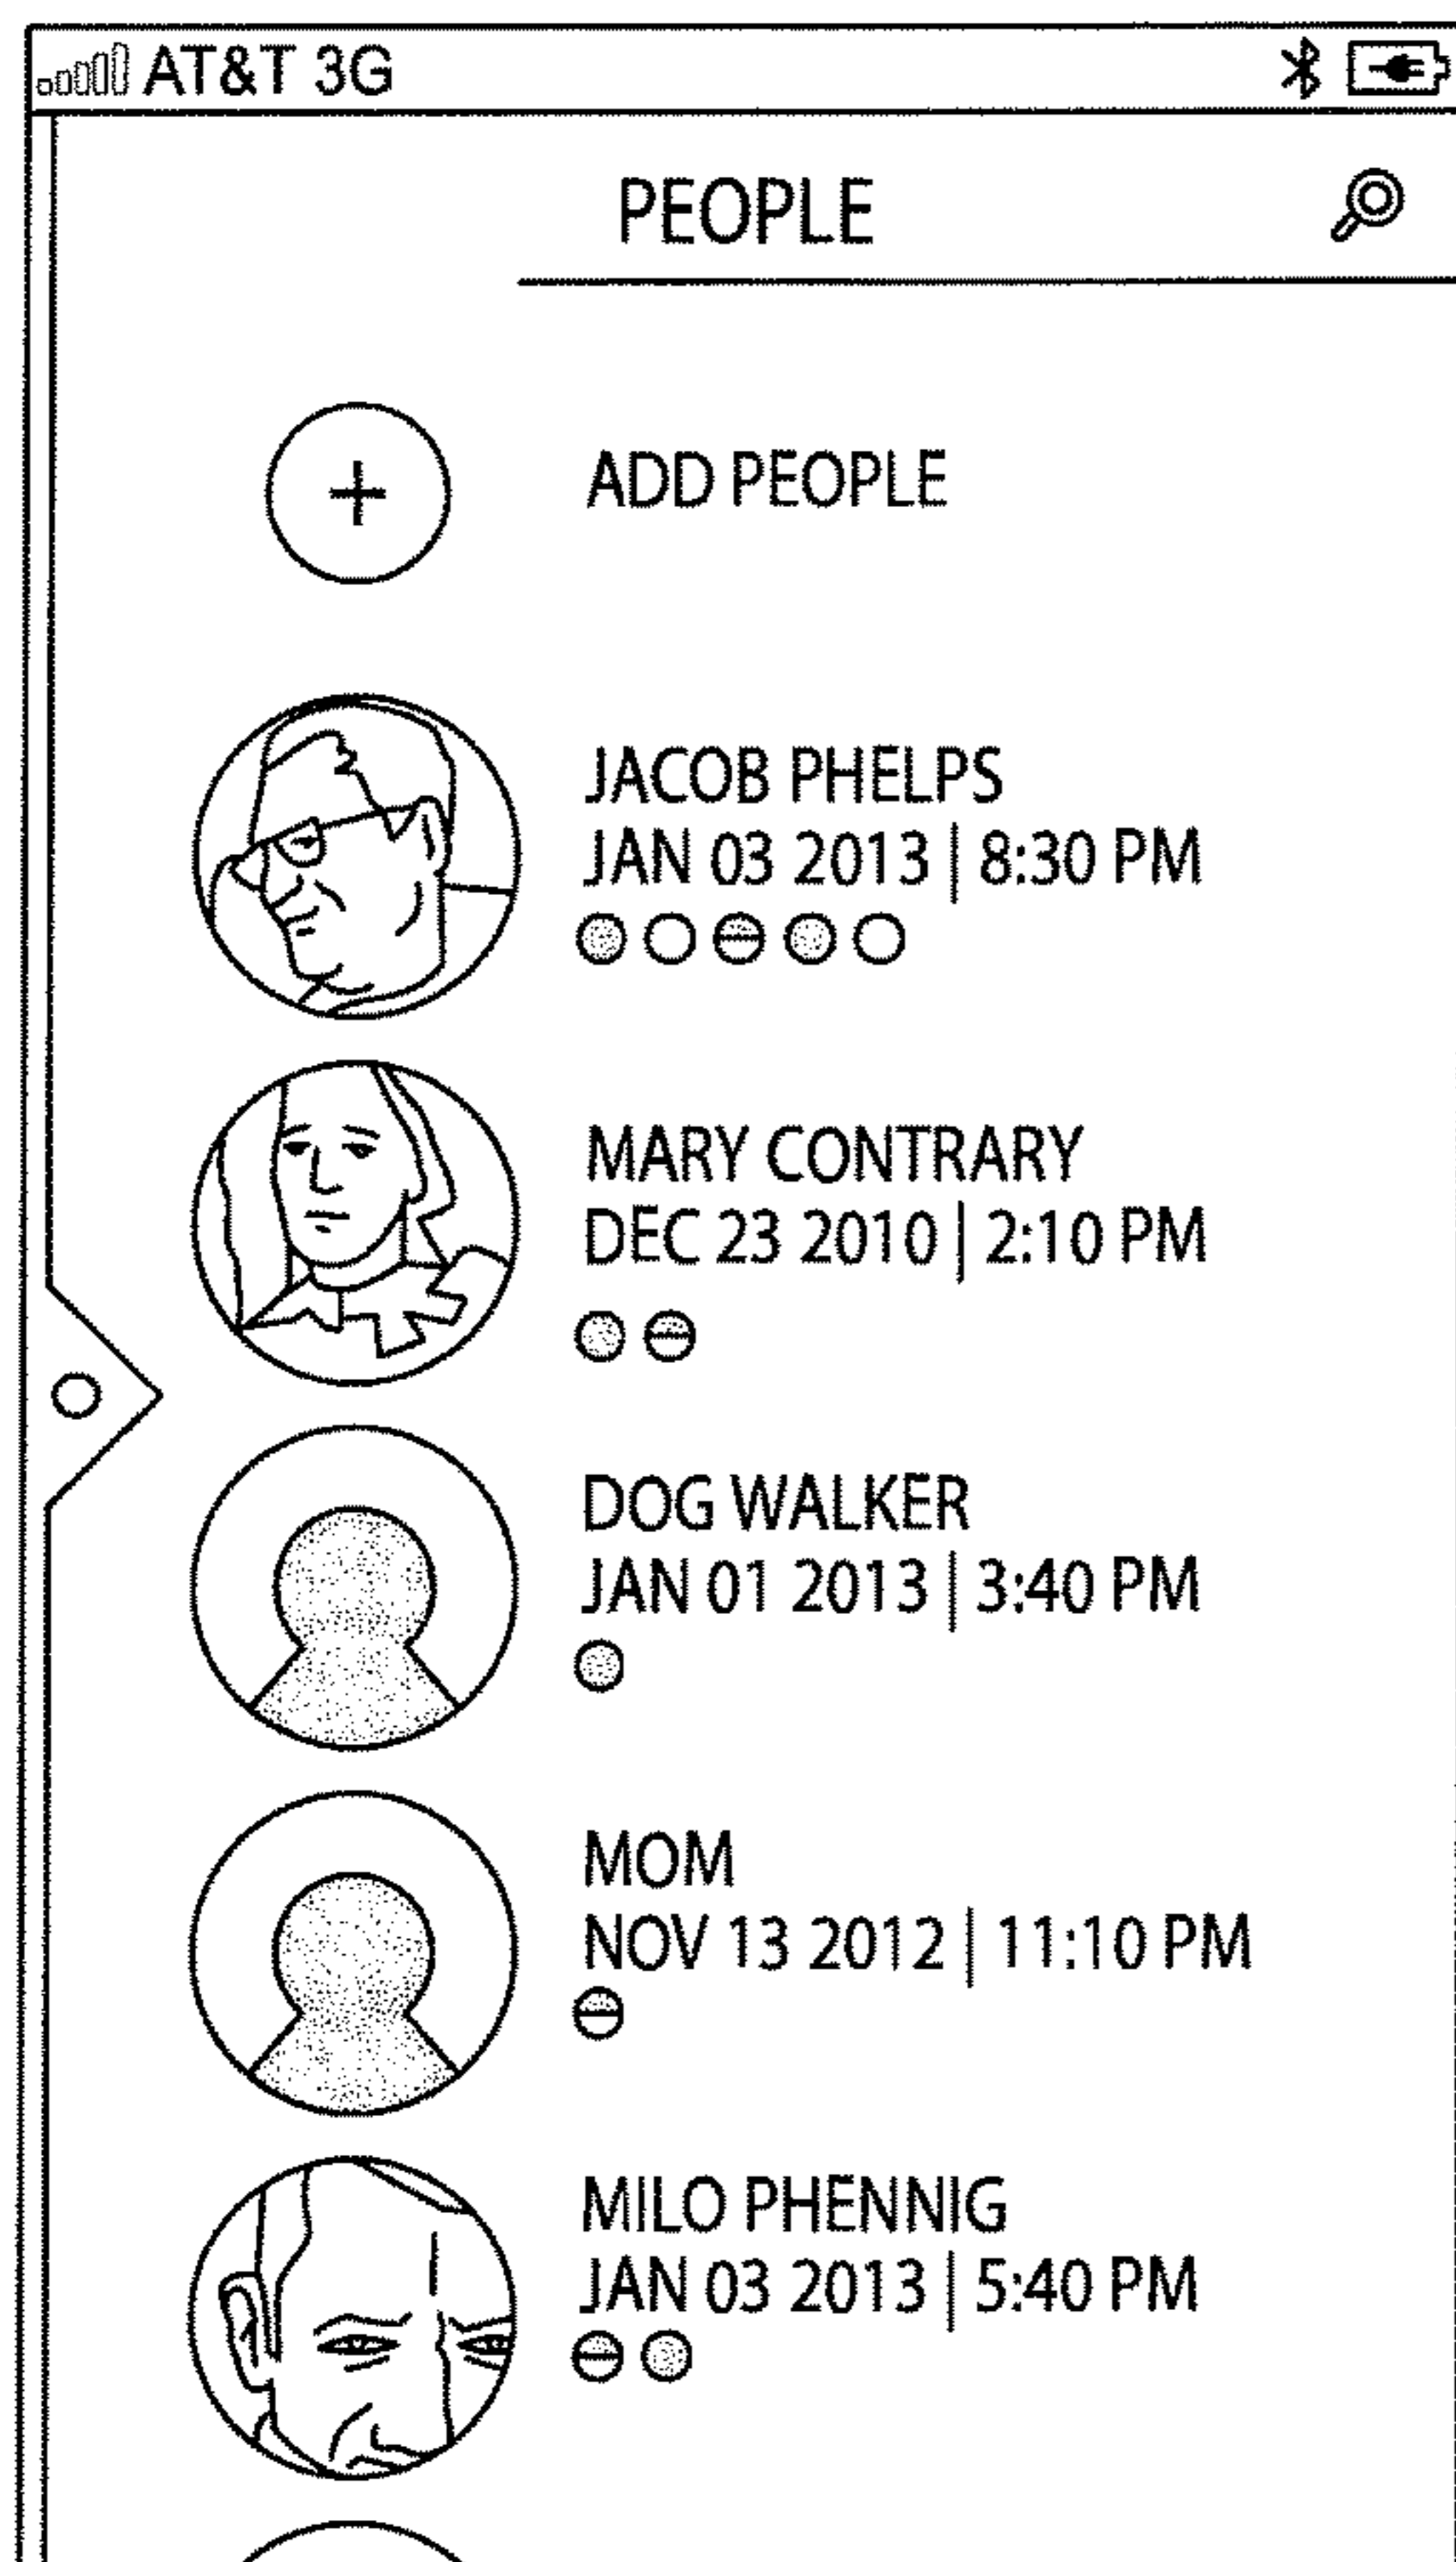 AT&T 3G
PEOPLE
ADD PEOPLE
JACOB PHELPS
JAN 03 2013 | 8:30 PM
MARY CONTRARY
DEC 23 2010 | 2:10 PM
DOG WALKER
JAN 01 2013 | 3:40 PM
MOM
NOV 13 2012 | 11:10 PM
MILO PHENNIG
JAN 03 2013 | 5:40 PM